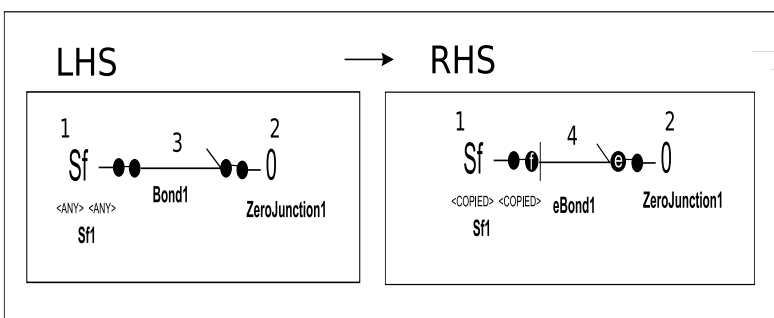 LHS
RHS
1
3
2
Sf
0
Bond1
<ANY> <ANY>
ZeroJunction1
Sf1
1
4
2
Sf
f
e
0
<COPIED> <COPIED>
eBond1
ZeroJunction1
Sf1